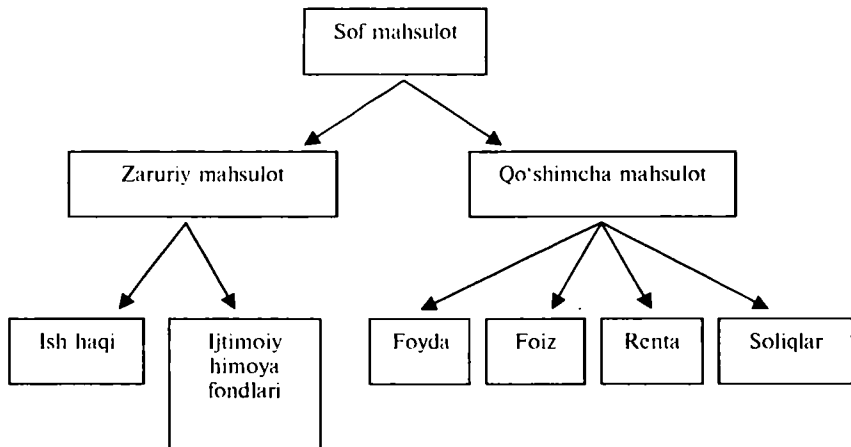 Sof mahsulot
Zaruriy mahsulot
Qo‘shimcha mahsulot
Ish haqi
Ijtimoiy
himoya
fondlari
Foyda
Foiz
Renta
Soliqlar